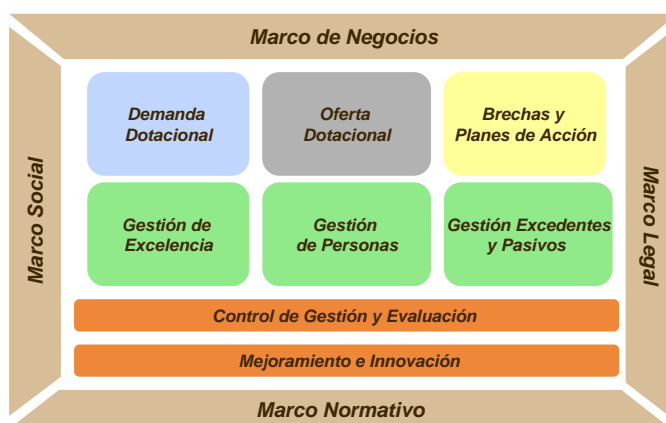 Marco de Negocios
Marco Social
Demanda
Dotacional
Oferta
Dotacional
Brechas y
Planes de Acción
Marco Legal
Gestión de
Excelencia
Gestión
de Personas
Gestión Excedentes
y Pasivos
Control de Gestión y Evaluación
Mejoramiento e Innovación
Marco Normativo